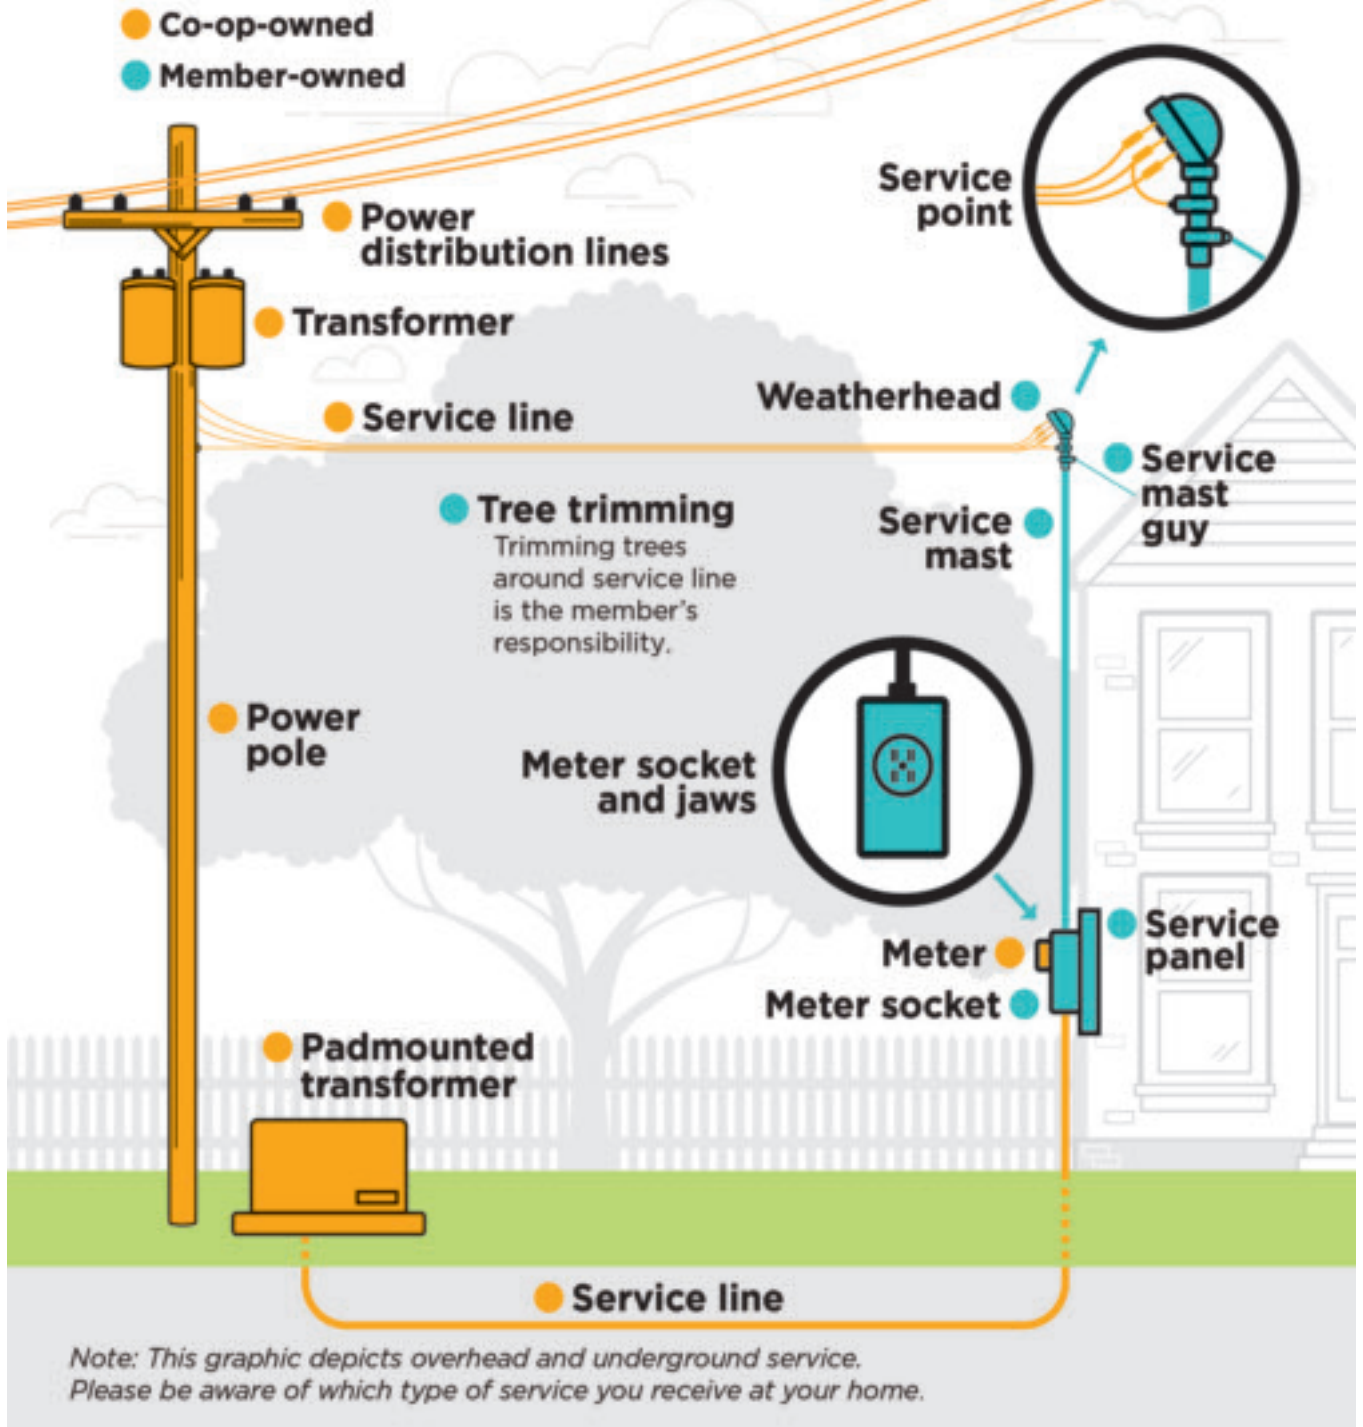 Co-op-owned
Member-owned
Service
point
Power
distribution lines
Transformer
Weatherhead
Service line
Service
mast
guy
Tree trimming
Trimming trees
around service line
is the member's
responsibility.
Service
mast
Power
pole
Meter socket
and jaws
Service
panel
Meter
Meter socket
Padmounted
transformer
Service line
Note: This graphic depicts overhead and underground service.
Please be aware of which type of service you receive at your home.